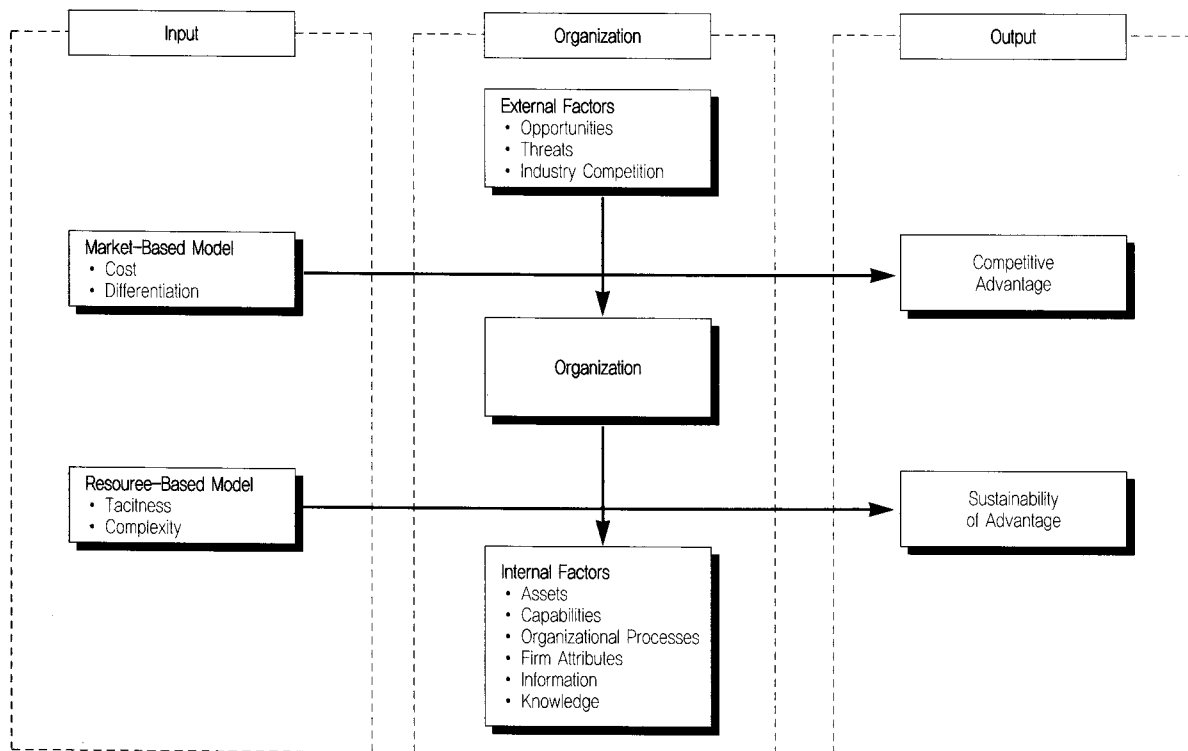 Input
Organization
Output
External Factors
• Opportunities
• Threats
• Industry Competition
Market-Based Model
• Cost
• Differentiation
Competitive
Advantage
Organization
Resouree-Based Model
• Tacitness
• Complexity
Sustainability
of Advantage
Internal Factors
• Assets
• Capabilities
• Organizational Processes
• Firm Attributes
• Information
• Knowledge